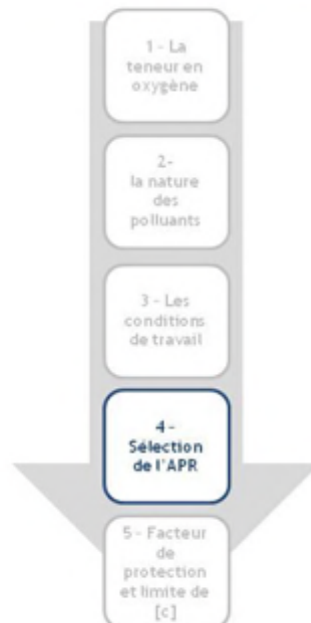 1 - La
teneur en
oxygène
2-
la nature
des
polluants
3 - Les
conditions
de travail
4 -
Sélection
de l'APR
5 - Facteur
de
protection
et limite de
[c]